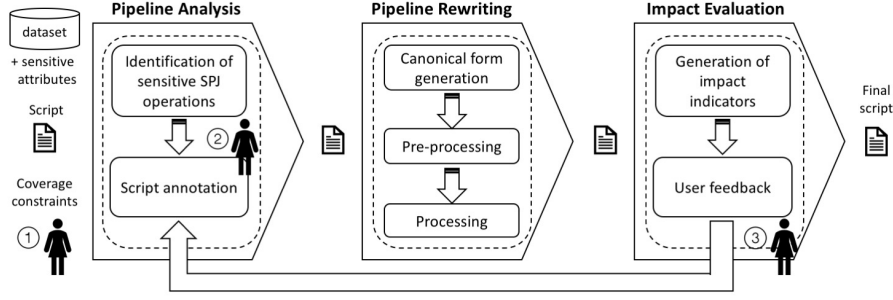 Pipeline Analysis
Pipeline Rewriting
Impact Evaluation
dataset
+ sensitive
attributes
Script
Coverage
constraints
1
Identification of
sensitive SPJ
operations
2
Script annotation
Canonical form
generation
Pre-processing
Processing
Generation of
impact
indicators
User feedback
3
Final
script